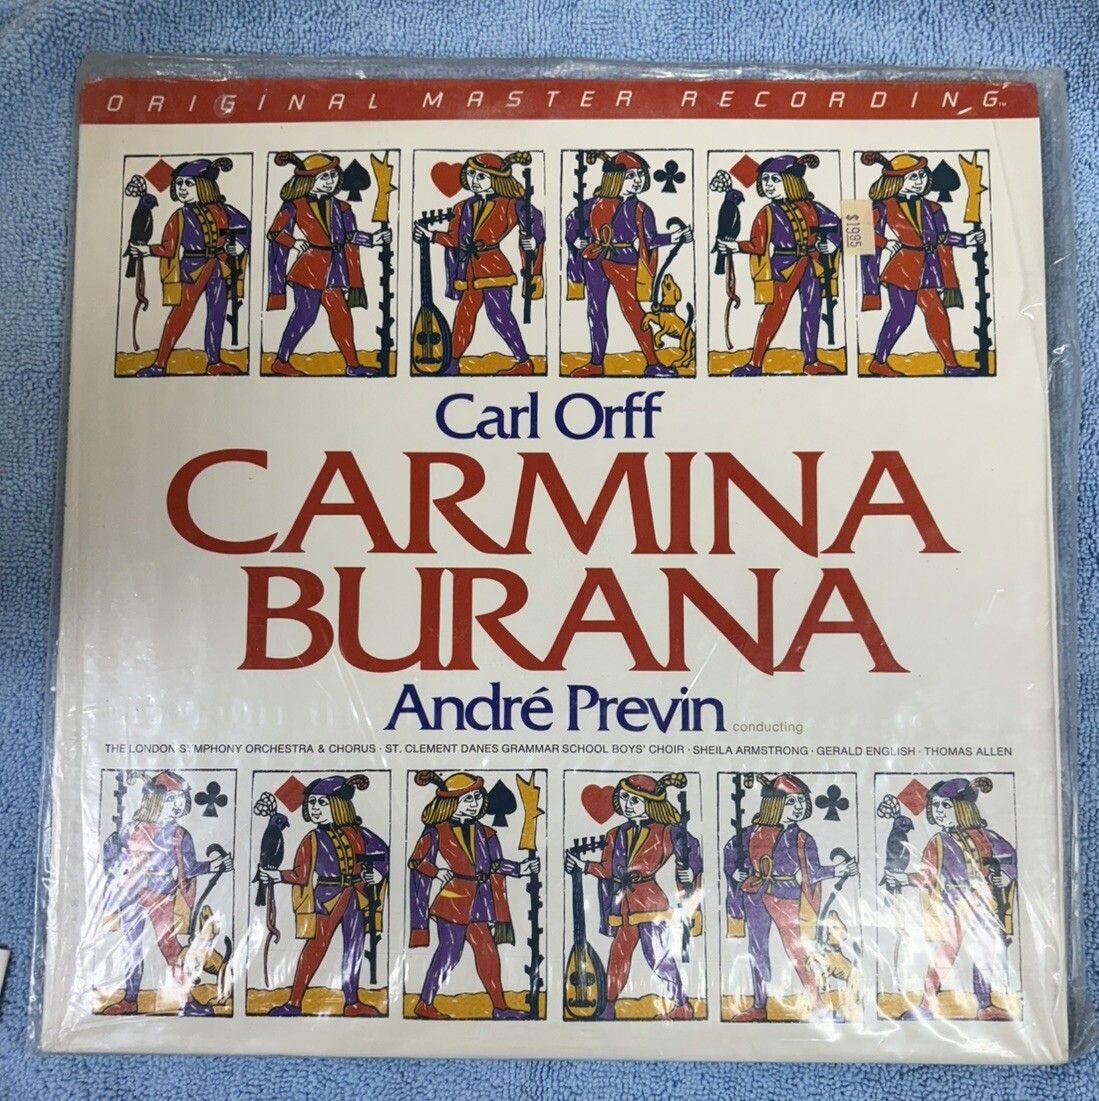 ORIGINAL MASTER RECORDING™
$1995
Carl Orff
CARMINA
BURANA
André Previn conducting
THE LONDON SYMPHONY ORCHESTRA & CHORUS · ST. CLEMENT DANES GRAMMAR SCHOOL BOYS' CHOIR · SHEILA ARMSTRONG · GERALD ENGLISH · THOMAS ALLEN